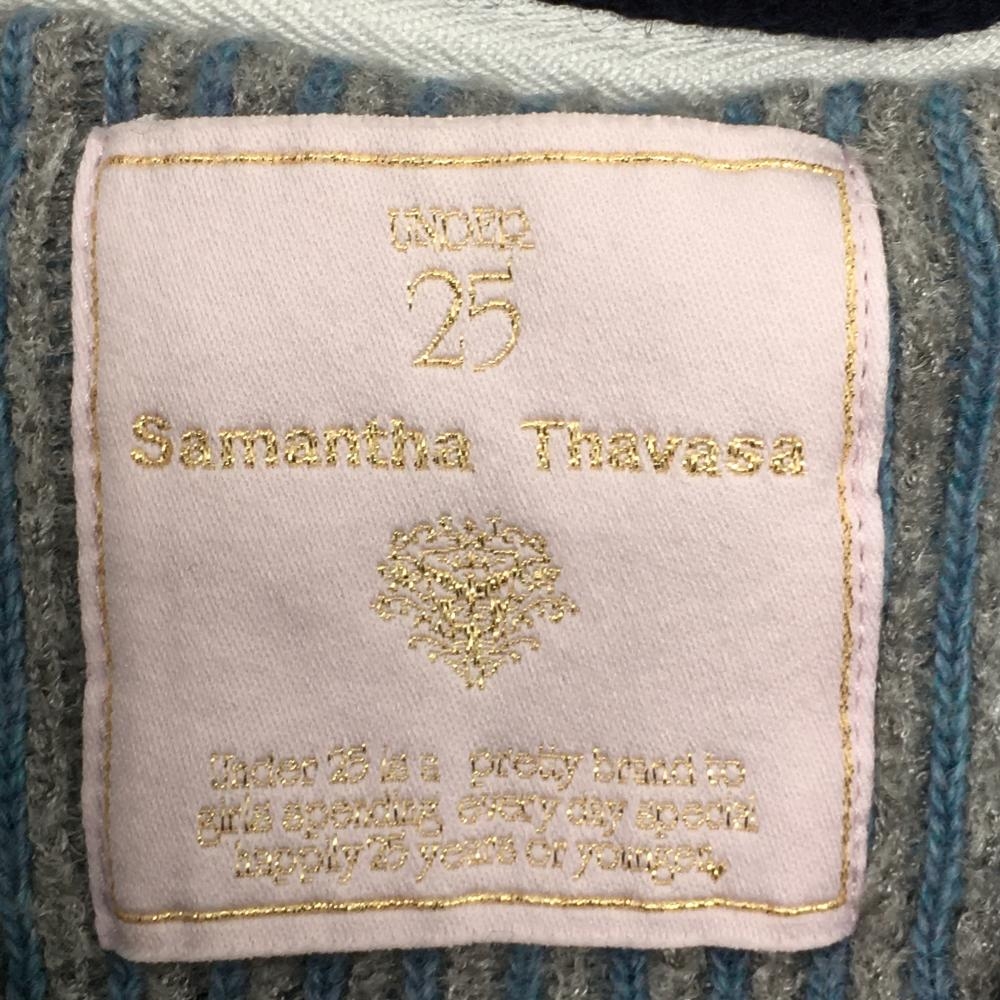 UNDER
25
Samantha Thavasa
Under 25 is a pretty brand to
girls spending every day special
happily 25 years or younger.